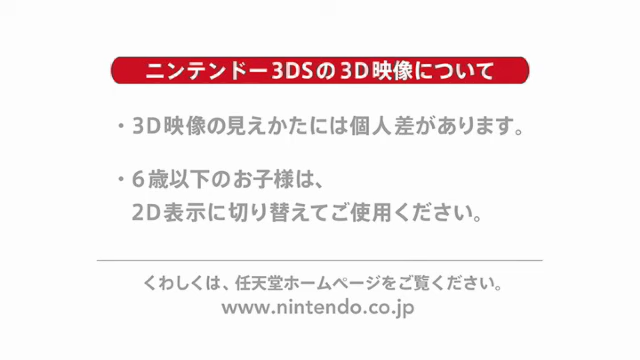 ニンテンドー3DSの3D映像について
・3D映像の見えかたには個人差があります。
・6歳以下のお子様は、
2D表示に切り替えてご使用ください。
くわしくは、任天堂ホームページをご覧ください。
www.nintendo.co.jp